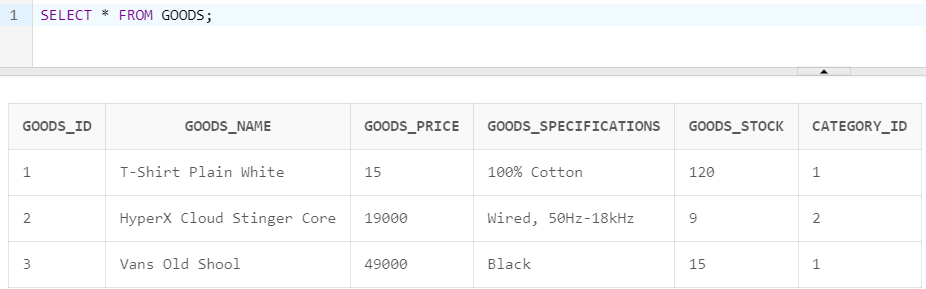 1 SELECT * FROM GOODS;
GOODS_ID GOODS_NAME GOODS_PRICE GOODS_SPECIFICATIONS GOODS_STOCK CATEGORY_ID
1 T-Shirt Plain White 15 100% Cotton 120 1
2 HyperX Cloud Stinger Core 19000 Wired, 50Hz-18kHz 9 2
3 Vans Old Shool 49000 Black 15 1